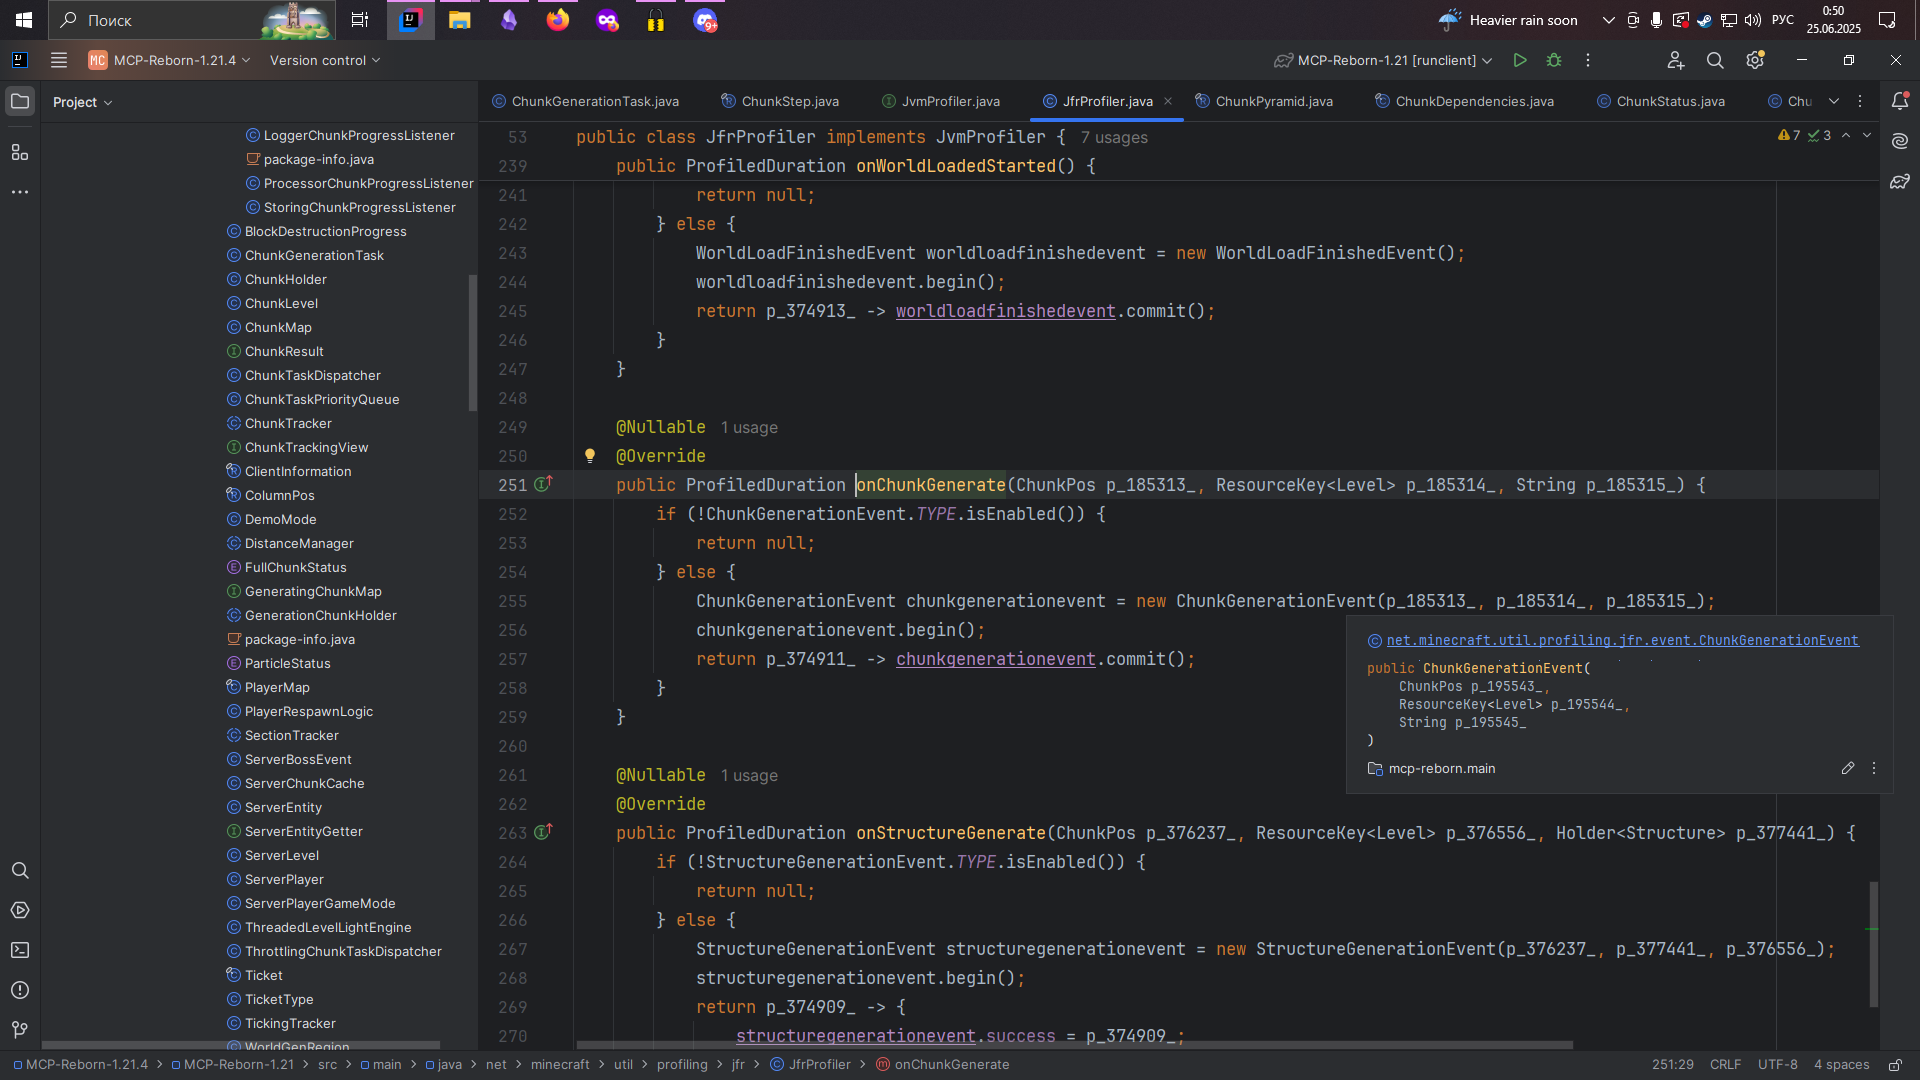 Поиск
Heavier rain soon
РУС
0:50
25.06.2025
MC
MCP-Reborn-1.21.4
Version control
MCP-Reborn-1.21 [runclient]
Project
ChunkGenerationTask.java
ChunkStep.java
JvmProfiler.java
JfrProfiler.java
ChunkPyramid.java
ChunkDependencies.java
ChunkStatus.java
Chu
LoggerChunkProgressListener
package-info.java
ProcessorChunkProgressListener
StoringChunkProgressListener
BlockDestructionProgress
ChunkGenerationTask
ChunkHolder
ChunkLevel
ChunkMap
ChunkResult
ChunkTaskDispatcher
ChunkTaskPriorityQueue
ChunkTracker
ChunkTrackingView
ClientInformation
ColumnPos
DemoMode
DistanceManager
FullChunkStatus
GeneratingChunkMap
GenerationChunkHolder
package-info.java
ParticleStatus
PlayerMap
PlayerRespawnLogic
SectionTracker
ServerBossEvent
ServerChunkCache
ServerEntity
ServerEntityGetter
ServerLevel
ServerPlayer
ServerPlayerGameMode
ThreadedLevelLightEngine
ThrottlingChunkTaskDispatcher
Ticket
TicketType
TickingTracker
WorldGenRegion
7 3
53 public class JfrProfiler implements JvmProfiler { 7 usages
239 public ProfiledDuration onWorldLoadedStarted() {
241 return null;
242 } else {
243 WorldLoadFinishedEvent worldloadfinishedevent = new WorldLoadFinishedEvent();
244 worldloadfinishedevent.begin();
245 return p_374913_ -> worldloadfinishedevent.commit();
246 }
247 }
248
249 @Nullable 1 usage
250 @Override
251 public ProfiledDuration onChunkGenerate(ChunkPos p_185313_, ResourceKey<Level> p_185314_, String p_185315_) {
252 if (!ChunkGenerationEvent.TYPE.isEnabled()) {
253 return null;
254 } else {
255 ChunkGenerationEvent chunkgenerationevent = new ChunkGenerationEvent(p_185313_, p_185314_, p_185315_);
256 chunkgenerationevent.begin();
257 return p_374911_ -> chunkgenerationevent.commit();
258 }
259 }
260
261 @Nullable 1 usage
262 @Override
263 public ProfiledDuration onStructureGenerate(ChunkPos p_376237_, ResourceKey<Level> p_376556_, Holder<Structure> p_377441_) {
264 if (!StructureGenerationEvent.TYPE.isEnabled()) {
265 return null;
266 } else {
267 StructureGenerationEvent structuregenerationevent = new StructureGenerationEvent(p_376237_, p_377441_, p_376556_);
268 structuregenerationevent.begin();
269 return p_374909_ -> {
270 structuregenerationevent.success = p_374909_;
net.minecraft.util.profiling.jfr.event.ChunkGenerationEvent
public ChunkGenerationEvent(
ChunkPos p_195543_,
ResourceKey<Level> p_195544_,
String p_195545_
)
mcp-reborn.main
MCP-Reborn-1.21.4 > MCP-Reborn-1.21 > src > main > java > net > minecraft > util > profiling > jfr > JfrProfiler > onChunkGenerate
251:29 CRLF UTF-8 4 spaces